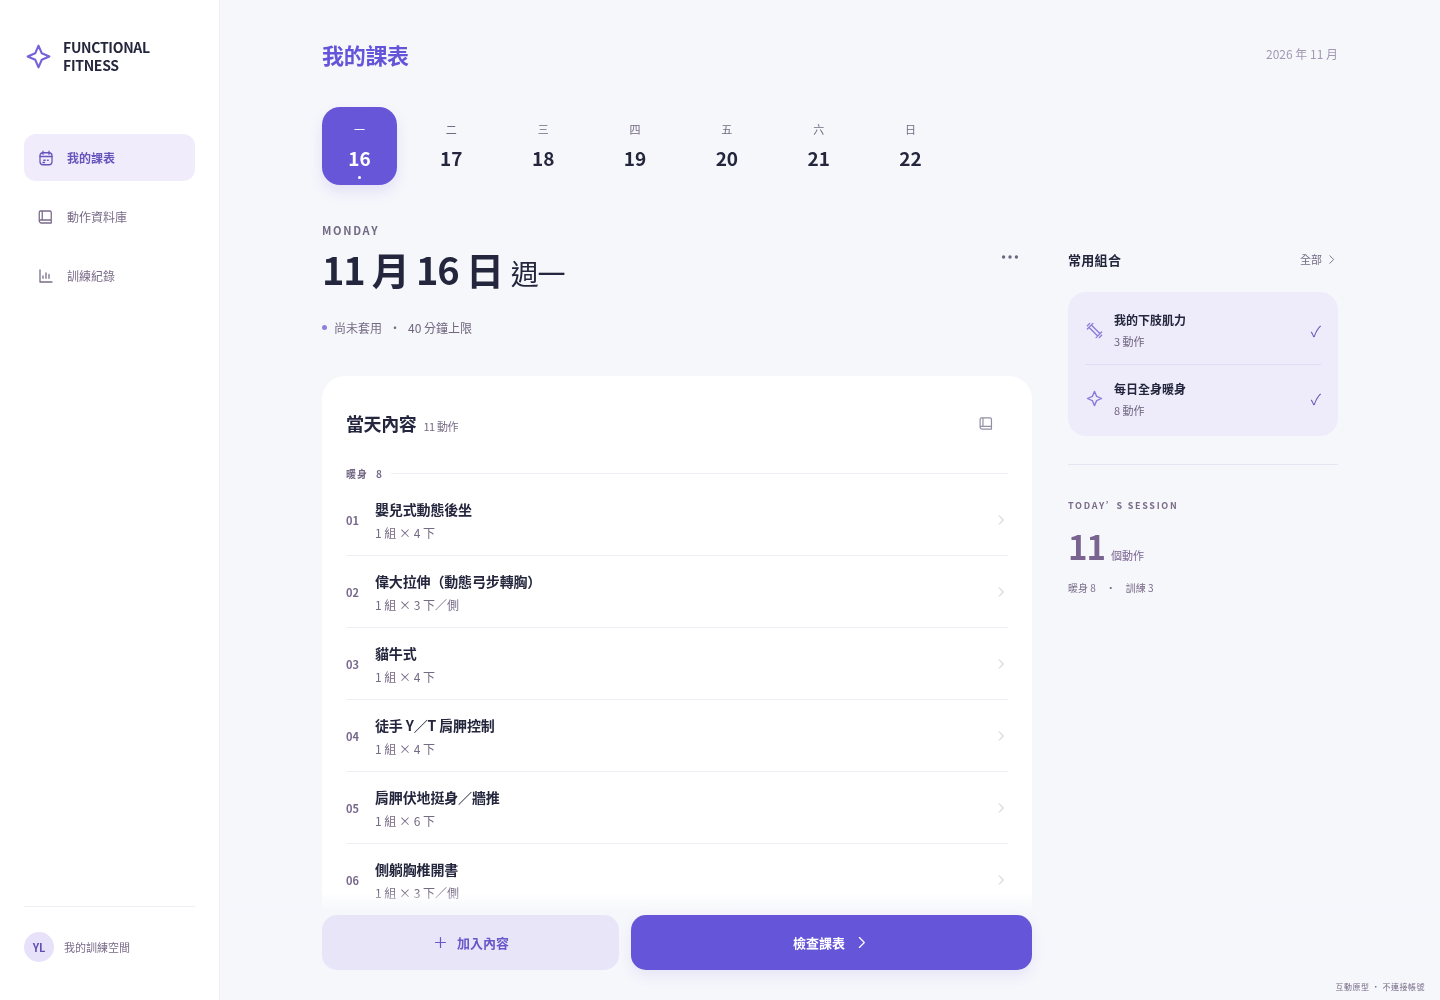 FUNCTIONAL
FITNESS
我的課表
動作資料庫
訓練紀錄
YL 我的訓練空間
我的課表
2026 年 11 月
一 二 三 四 五 六 日
16 17 18 19 20 21 22
MONDAY
11 月 16 日 週一
尚未套用 · 40 分鐘上限
當天內容 11 動作
暖身 8
01 嬰兒式動態後坐
1 組 × 4 下
02 偉大拉伸（動態弓步轉胸）
1 組 × 3 下／側
03 貓牛式
1 組 × 4 下
04 徒手 Y／T 肩胛控制
1 組 × 4 下
05 肩胛伏地挺身／牆推
1 組 × 6 下
06 側躺胸椎開書
1 組 × 3 下／側
＋ 加入內容
檢查課表
常用組合 全部
我的下肢肌力
3 動作
每日全身暖身
8 動作
TODAY’S SESSION
11 個動作
暖身 8 · 訓練 3
互動原型 · 不連接帳號